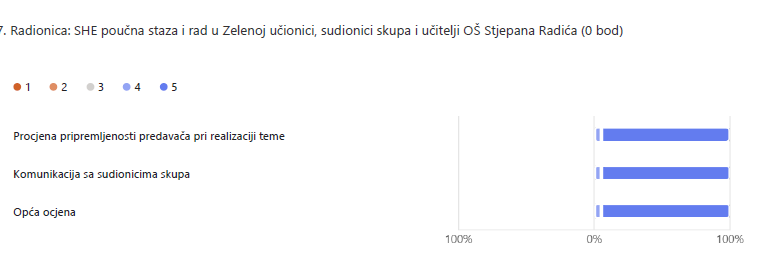 7. Radionica: SHE poučna staza i rad u Zelenoj učionici, sudionici skupa i učitelji OŠ Stjepana Radića (0 bod)
1 2 3 4 5
Procjena pripremljenosti predavača pri realizaciji teme
Komunikacija sa sudionicima skupa
Opća ocjena
100% 0% 100%